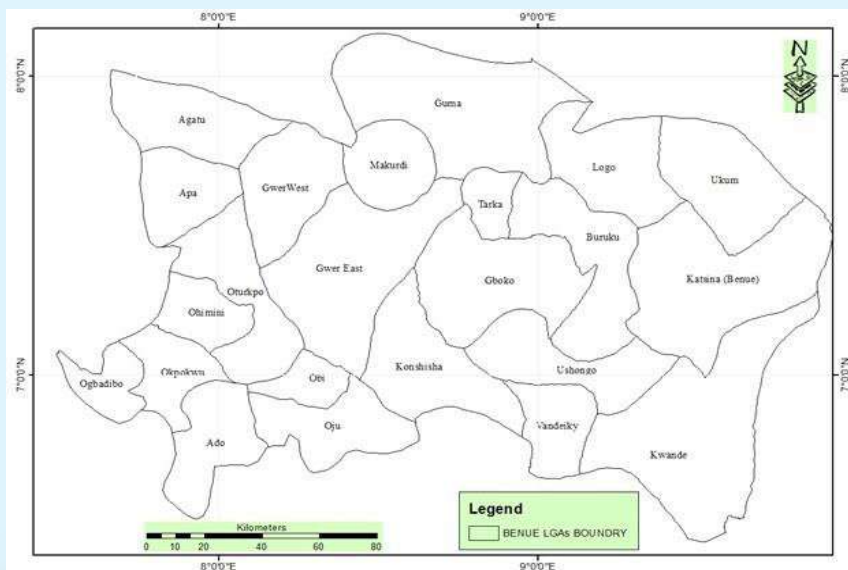 8°0'0"E
9°0'0"E
N
8°0'0"N
8°0'0"N
Guma
Agatu
Makurdi
Logo
Ukum
Apa
GwerWest
Tarka
Buruku
Gwer East
Gboko
Katsina (Benue)
Oturkpo
Ohimini
7°0'0"N
7°0'0"N
Ogbadibo
Okpokwu
Obi
Konshisha
Ushongo
Ado
Oju
Vandeiky
Kwande
Legend
BENUE LGAs BOUNDRY
Kilometers
0 5 10 20 40 60 80
8°0'0"E
9°0'0"E